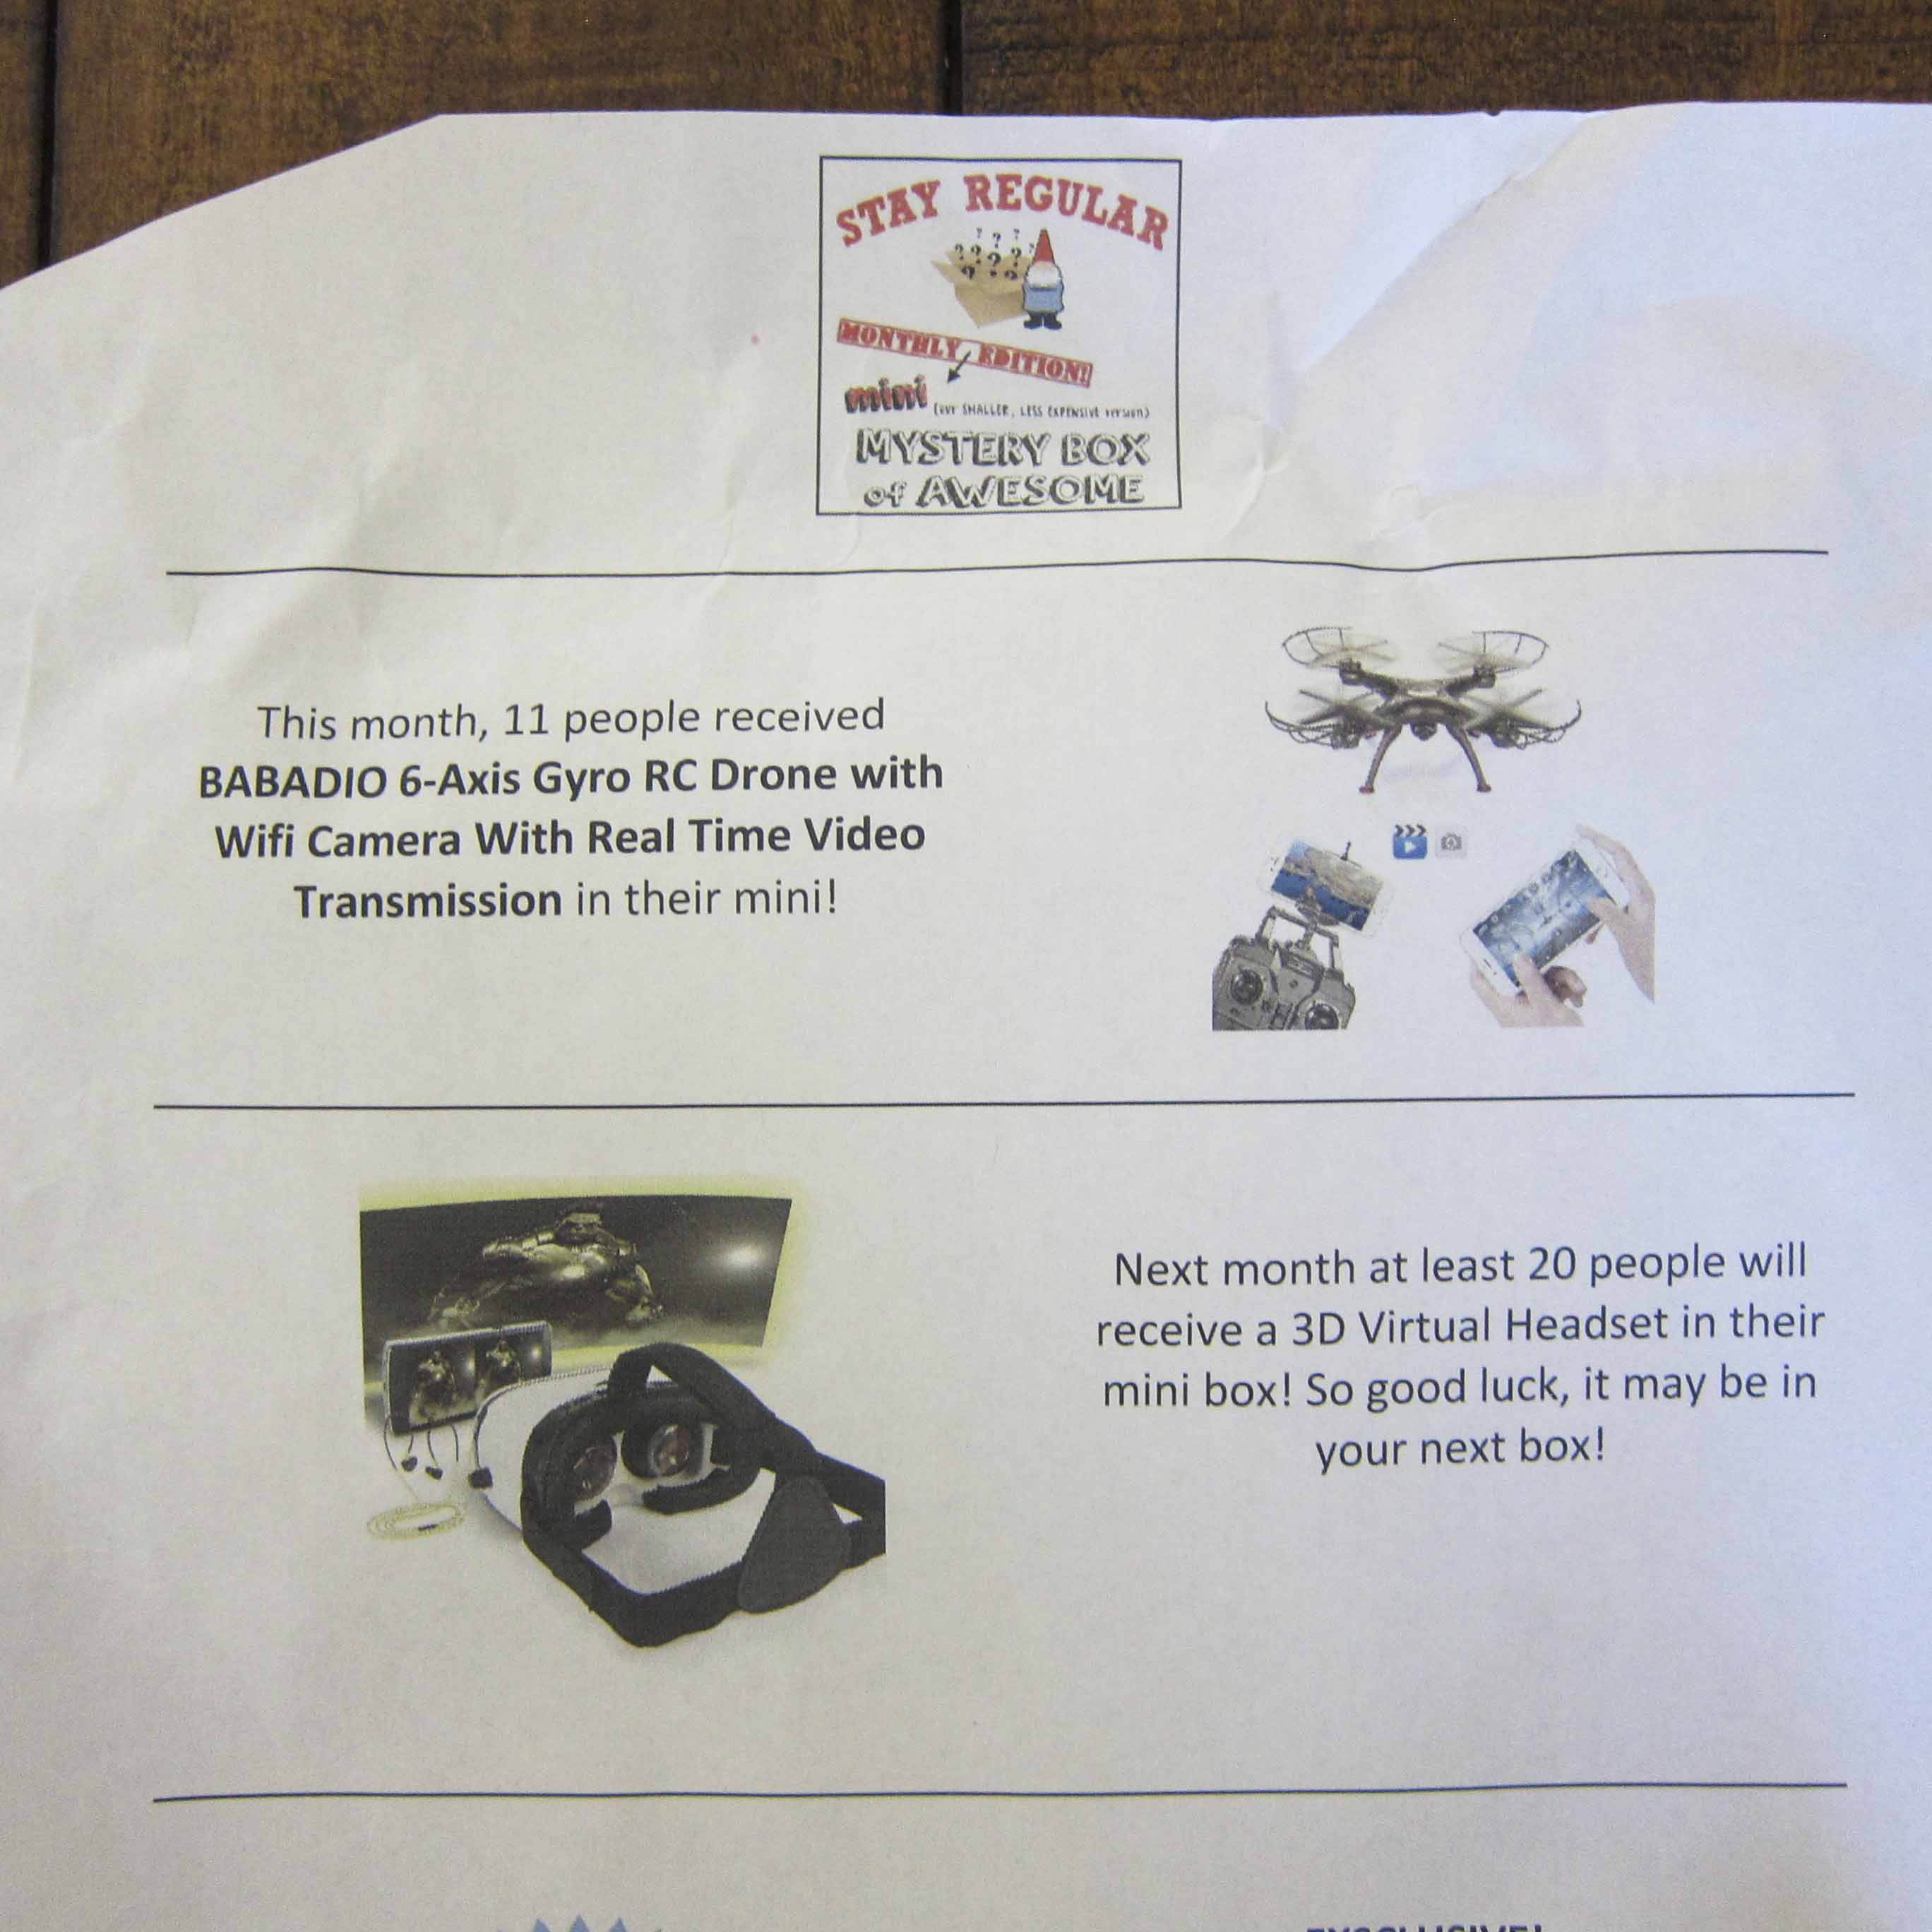 STAY REGULAR
MONTHLY EDITION!
mini (our SMALLER, LESS EXPENSIVE version)
MYSTERY BOX
of AWESOME
This month, 11 people received
BABADIO 6-Axis Gyro RC Drone with
Wifi Camera With Real Time Video
Transmission in their mini!
Next month at least 20 people will
receive a 3D Virtual Headset in their
mini box! So good luck, it may be in
your next box!